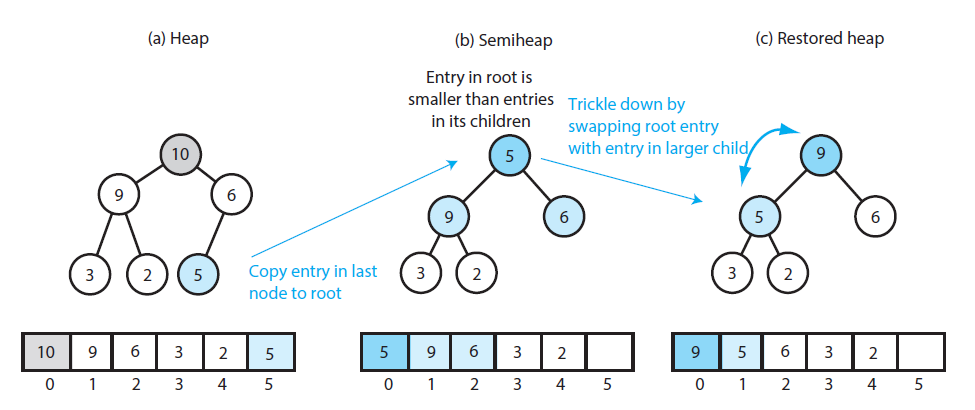 (a) Heap
(b) Semiheap
(c) Restored heap
Entry in root is
smaller than entries
in its children
Trickle down by
swapping root entry
with entry in larger child
10
9
6
3
2
5
Copy entry in last
node to root
5
9
6
3
2
9
5
6
3
2
10 9 6 3 2 5
0 1 2 3 4 5
5 9 6 3 2
0 1 2 3 4 5
9 5 6 3 2
0 1 2 3 4 5